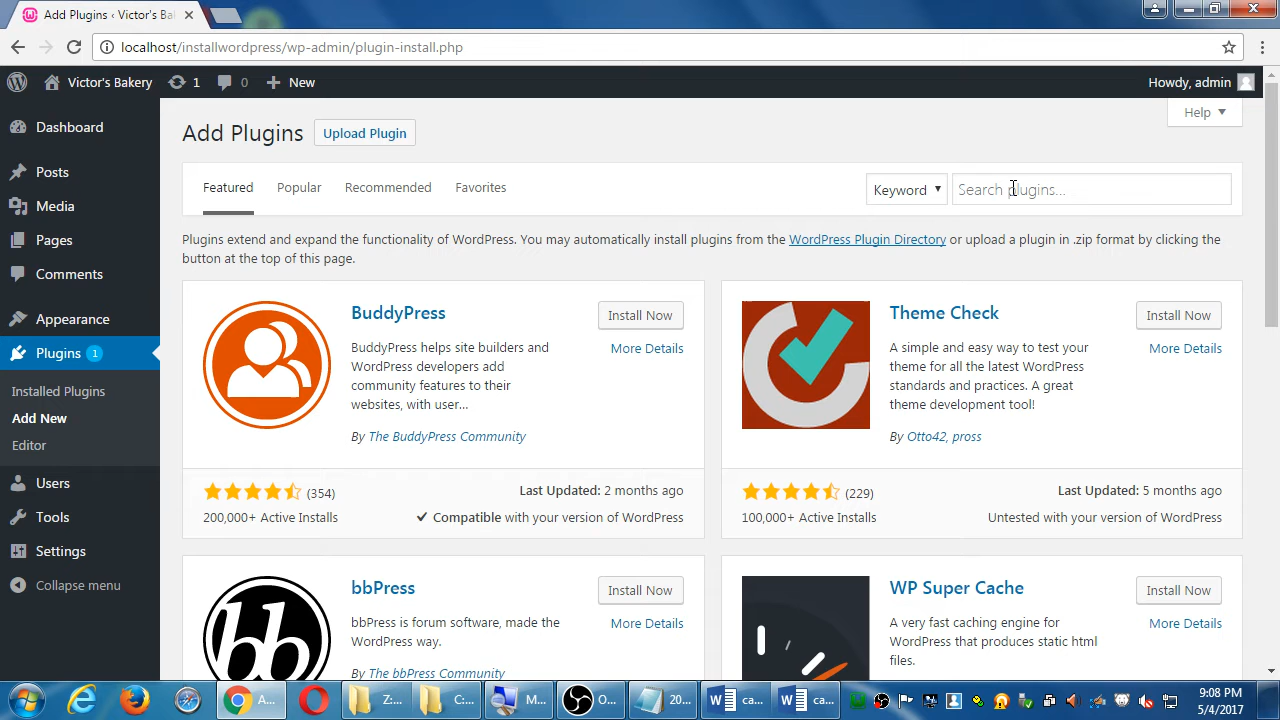 Add Plugins ‹ Victor's Ba
localhost/installwordpress/wp-admin/plugin-install.php
Victor's Bakery 1 0 New Howdy, admin
Help
Dashboard
Posts
Media
Pages
Comments
Appearance
Plugins 1
Installed Plugins
Add New
Editor
Users
Tools
Settings
Collapse menu
Add Plugins Upload Plugin
Featured Popular Recommended Favorites Keyword Search plugins...
Plugins extend and expand the functionality of WordPress. You may automatically install plugins from the WordPress Plugin Directory or upload a plugin in .zip format by clicking the
button at the top of this page.
BuddyPress Install Now
More Details
BuddyPress helps site builders and
WordPress developers add
community features to their
websites, with user...
By The BuddyPress Community
(354) Last Updated: 2 months ago
200,000+ Active Installs Compatible with your version of WordPress
Theme Check Install Now
More Details
A simple and easy way to test your
theme for all the latest WordPress
standards and practices. A great
theme development tool!
By Otto42, pross
(229) Last Updated: 5 months ago
100,000+ Active Installs Untested with your version of WordPress
bb
bbPress Install Now
More Details
bbPress is forum software, made the
WordPress way.
By The bbPress Community
WP Super Cache Install Now
More Details
A very fast caching engine for
WordPress that produces static html
files.
A... Z:... C:... M... O... 20... ca... ca...
9:08 PM
5/4/2017